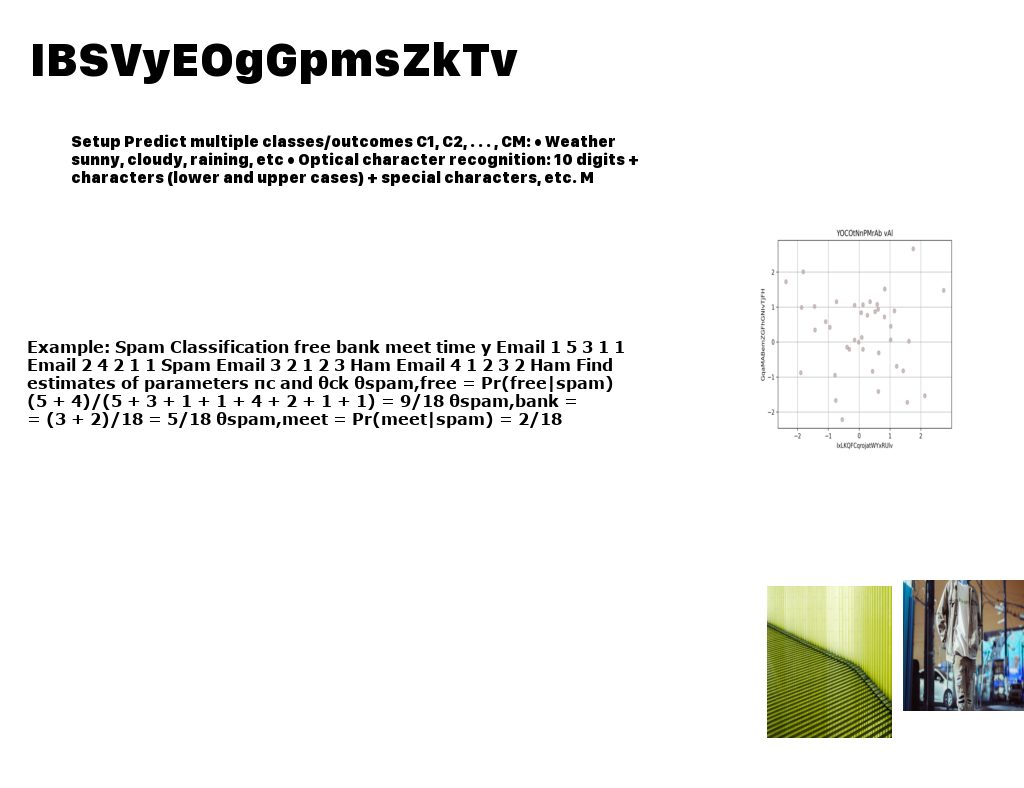 IBSVyEOgGpmsZkTv
Setup Predict multiple classes/outcomes C1, C2, . . . , CM: • Weather
sunny, cloudy, raining, etc • Optical character recognition: 10 digits +
characters (lower and upper cases) + special characters, etc. M
YOCOtNnPMrAb vAl
2
1
0
−1
−2
−2 −1 0 1 2
Example: Spam Classification free bank meet time y Email 1 5 3 1 1
Email 2 4 2 1 1 Spam Email 3 2 1 2 3 Ham Email 4 1 2 3 2 Ham Find
estimates of parameters πc and θck θspam,free = Pr(free|spam)
(5 + 4)/(5 + 3 + 1 + 1 + 4 + 2 + 1 + 1) = 9/18 θspam,bank =
= (3 + 2)/18 = 5/18 θspam,meet = Pr(meet|spam) = 2/18